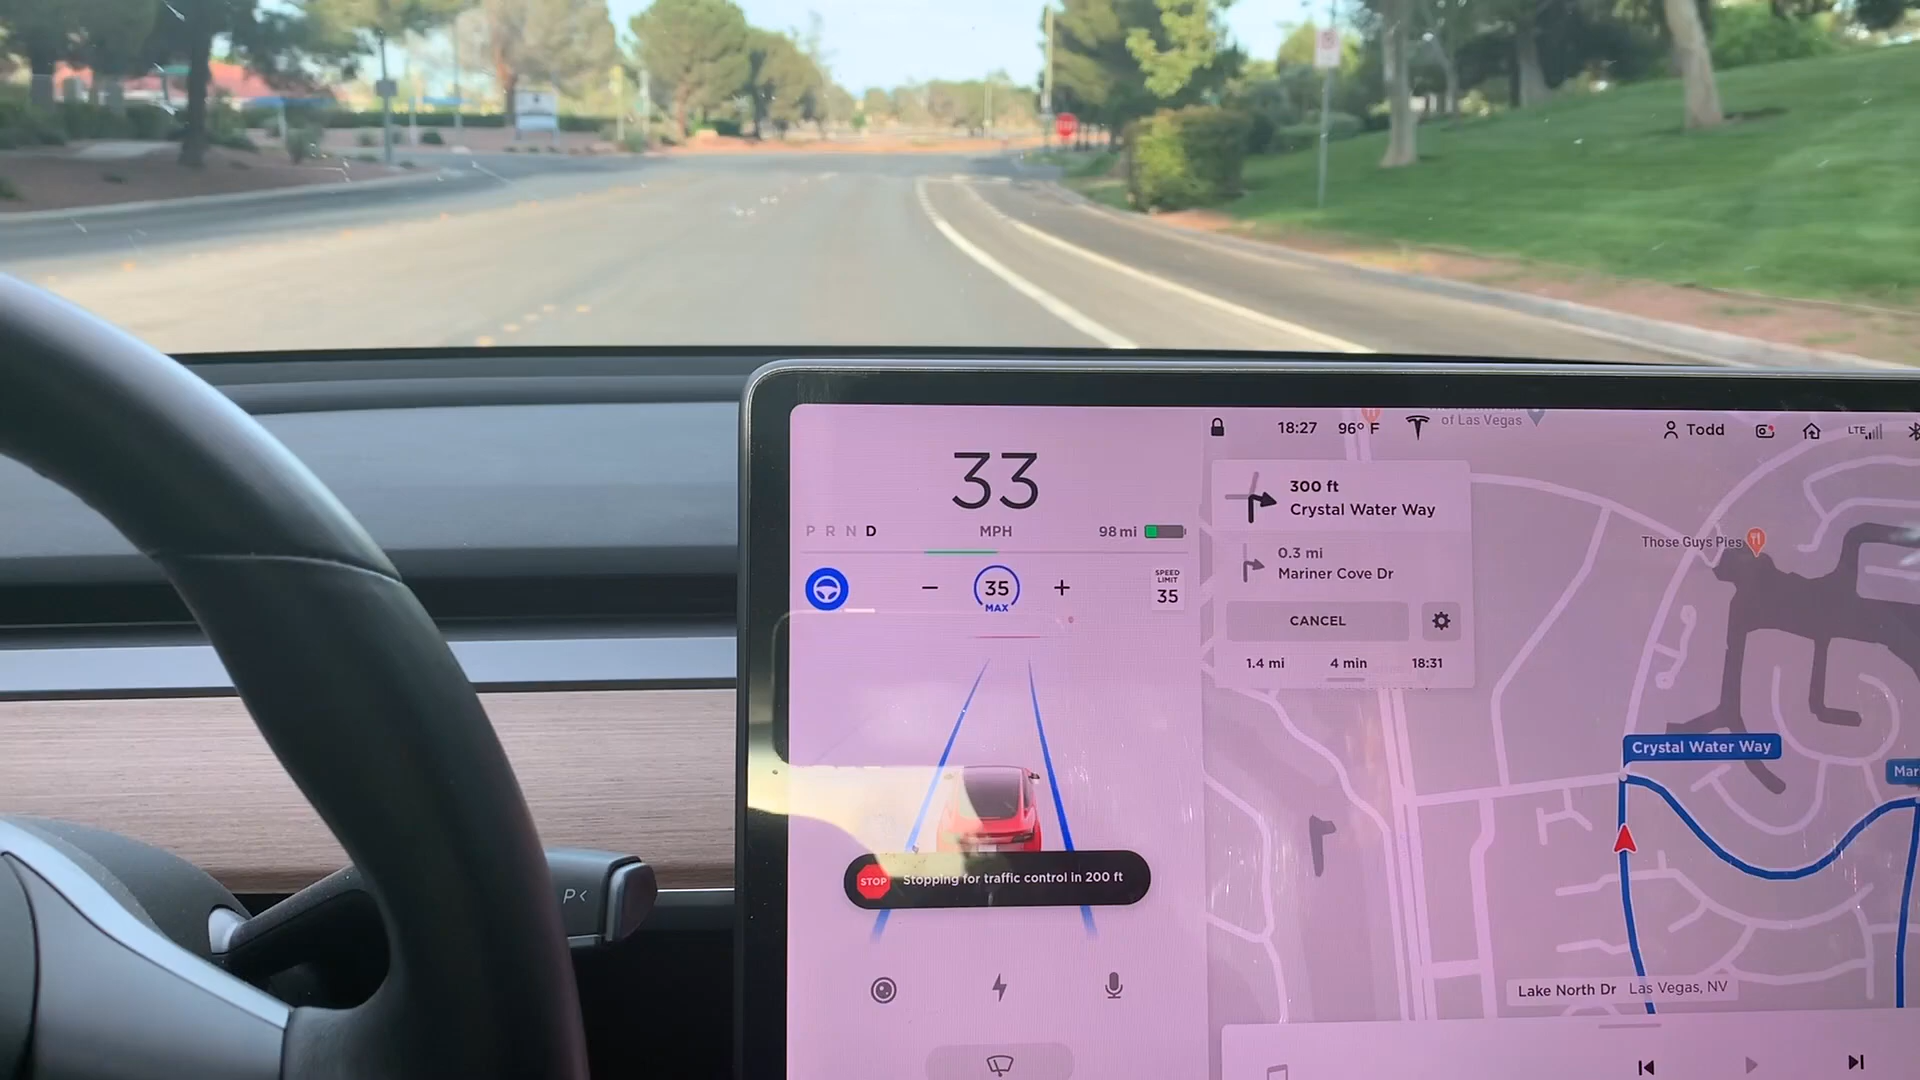 of Las Vegas
18:27
96° F
Todd
LTE
33
MPH
P R N D
98 mi
300 ft
Crystal Water Way
0.3 mi
Mariner Cove Dr
CANCEL
1.4 mi
4 min
18:31
− 35 +
MAX
SPEED
LIMIT
35
STOP
Stopping for traffic control in 200 ft
Those Guys Pies
Crystal Water Way
Mar
Lake North Dr
Las Vegas, NV
P<